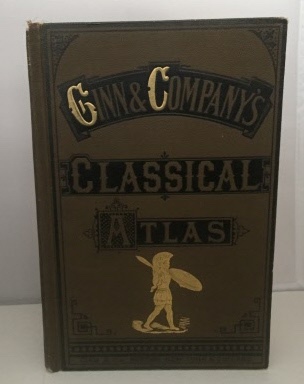 GINN & COMPANY'S
CLASSICAL
ATLAS